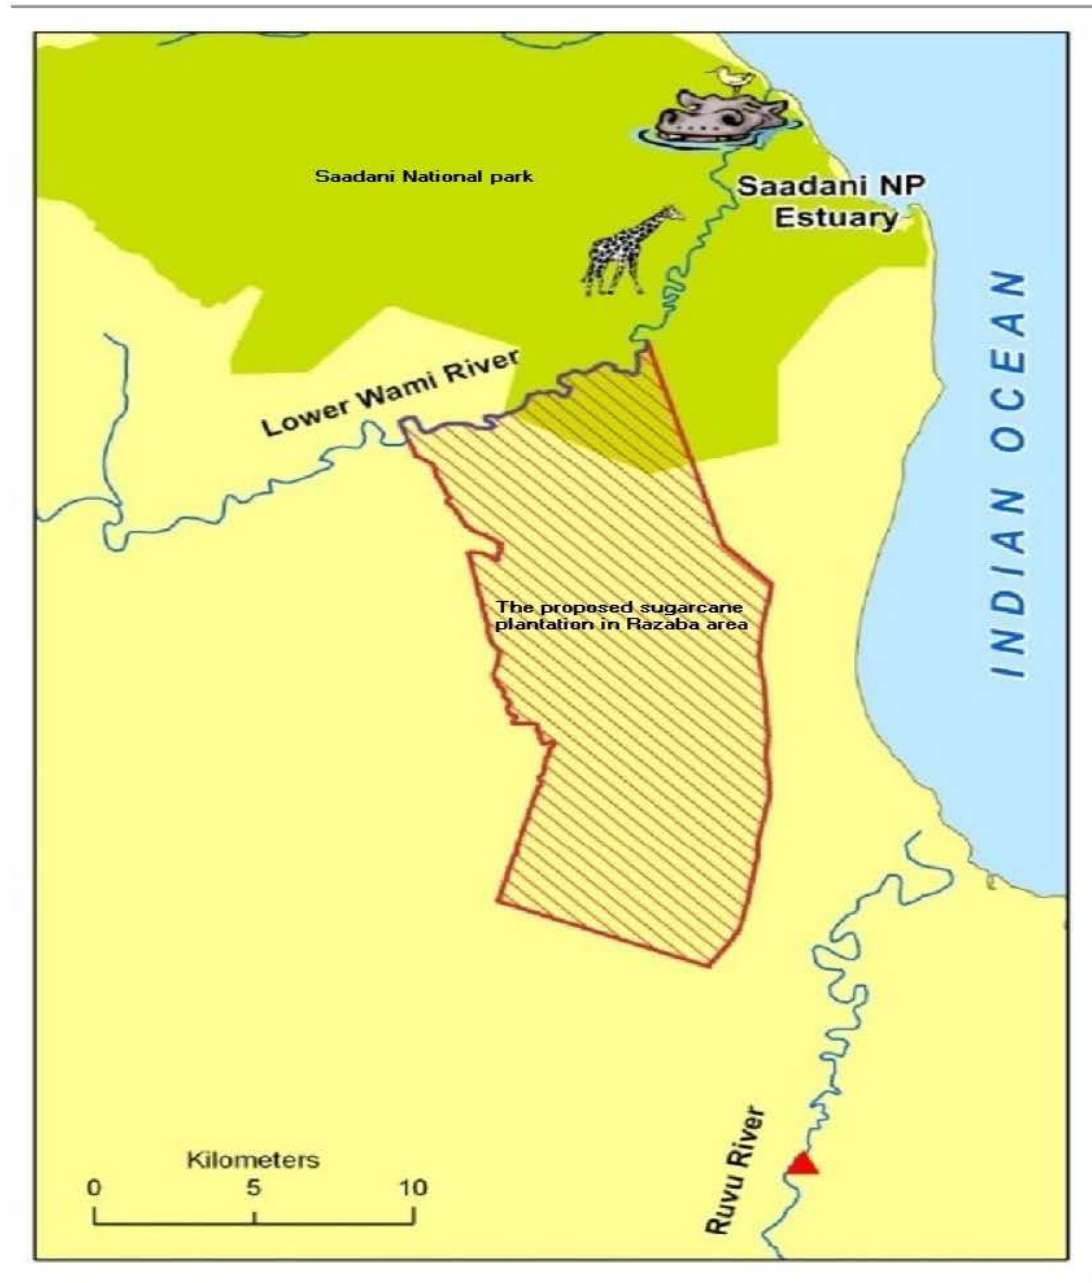 Saadani National park
Saadani NP
Estuary
Lower Wami River
INDIAN OCEAN
The proposed sugarcane
plantation in Razaba area
Ruvu River
Kilometers
0 5 10